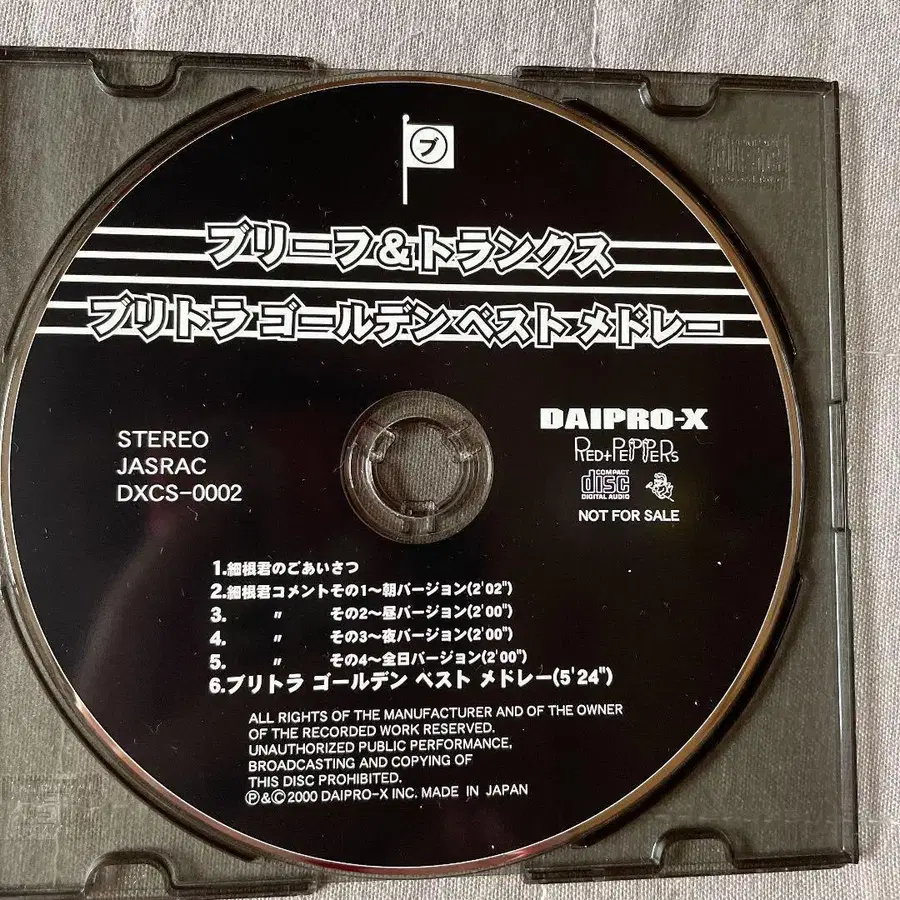 ブ
ブリーフ&トランクス
ブリトラ ゴールデン ベスト メドレー
STEREO
JASRAC
DXCS-0002
DAIPRO-X
RED+PEPPERS
COMPACT
disc
DIGITAL AUDIO
NOT FOR SALE
1.細根君のごあいさつ
2.細根君コメントその1~朝バージョン(2'02")
3. 〃 その2~昼バージョン(2'00")
4. 〃 その3~夜バージョン(2'00")
5. 〃 その4~全日バージョン(2'00")
6.ブリトラ ゴールデン ベスト メドレー(5'24")
ALL RIGHTS OF THE MANUFACTURER AND OF THE OWNER
OF THE RECORDED WORK RESERVED.
UNAUTHORIZED PUBLIC PERFORMANCE,
BROADCASTING AND COPYING OF
THIS DISC PROHIBITED.
Ⓟ&©2000 DAIPRO-X INC. MADE IN JAPAN